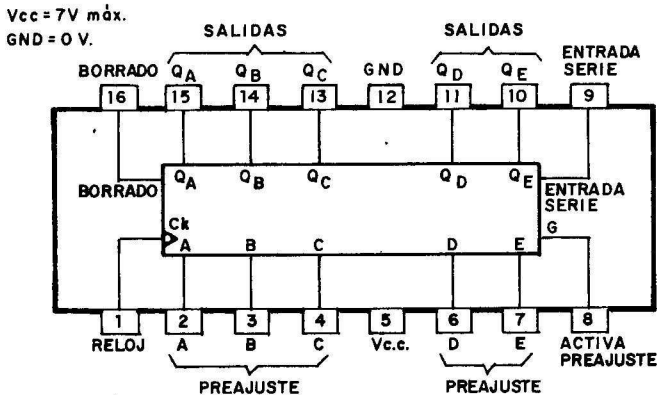 Vcc = 7V máx.
GND = 0 V.
SALIDAS
SALIDAS
BORRADO
QA
QB
QC
GND
QD
QE
ENTRADA
SERIE
16 15 14 13 12 11 10 9
BORRADO
QA QB QC QD QE
ENTRADA
SERIE
Ck
G
A B C D E
1 2 3 4 5 6 7 8
RELOJ
A
B
C
Vc.c.
D
E
ACTIVA
PREAJUSTE
PREAJUSTE
PREAJUSTE